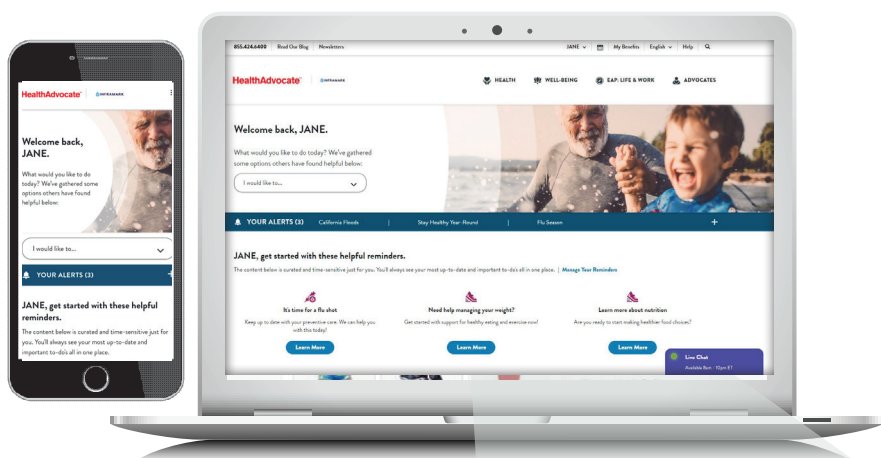 HealthAdvocate
INFRAMARK
Welcome back,
JANE.
What would you like to do
today? We've gathered some
options others have found
helpful below:
I would like to...
YOUR ALERTS (3)
JANE, get started with these helpful
reminders.
The content below is curated and time-sensitive just for
you. You'll always see your most up-to-date and
important to-do's all in one place.
855.424.6400 Read Our Blog Newsletters JANE My Benefits English Help
HealthAdvocate INFRAMARK HEALTH WELL-BEING EAP: LIFE & WORK ADVOCATES
Welcome back, JANE.
What would you like to do today? We've gathered
some options others have found helpful below:
I would like to...
YOUR ALERTS (3) California Floods | Stay Healthy Year-Round | Flu Season +
JANE, get started with these helpful reminders.
The content below is curated and time-sensitive just for you. You'll always see your most up-to-date and important to-do's all in one place. | Manage Your Reminders
It's time for a flu shot
Keep up to date with your preventive care. We can help you
with this today!
Learn More
Need help managing your weight?
Get started with support for healthy eating and exercise now!
Learn More
Learn more about nutrition
Are you ready to start making healthier food choices?
Learn More
Live Chat
Available 8am - 10pm ET